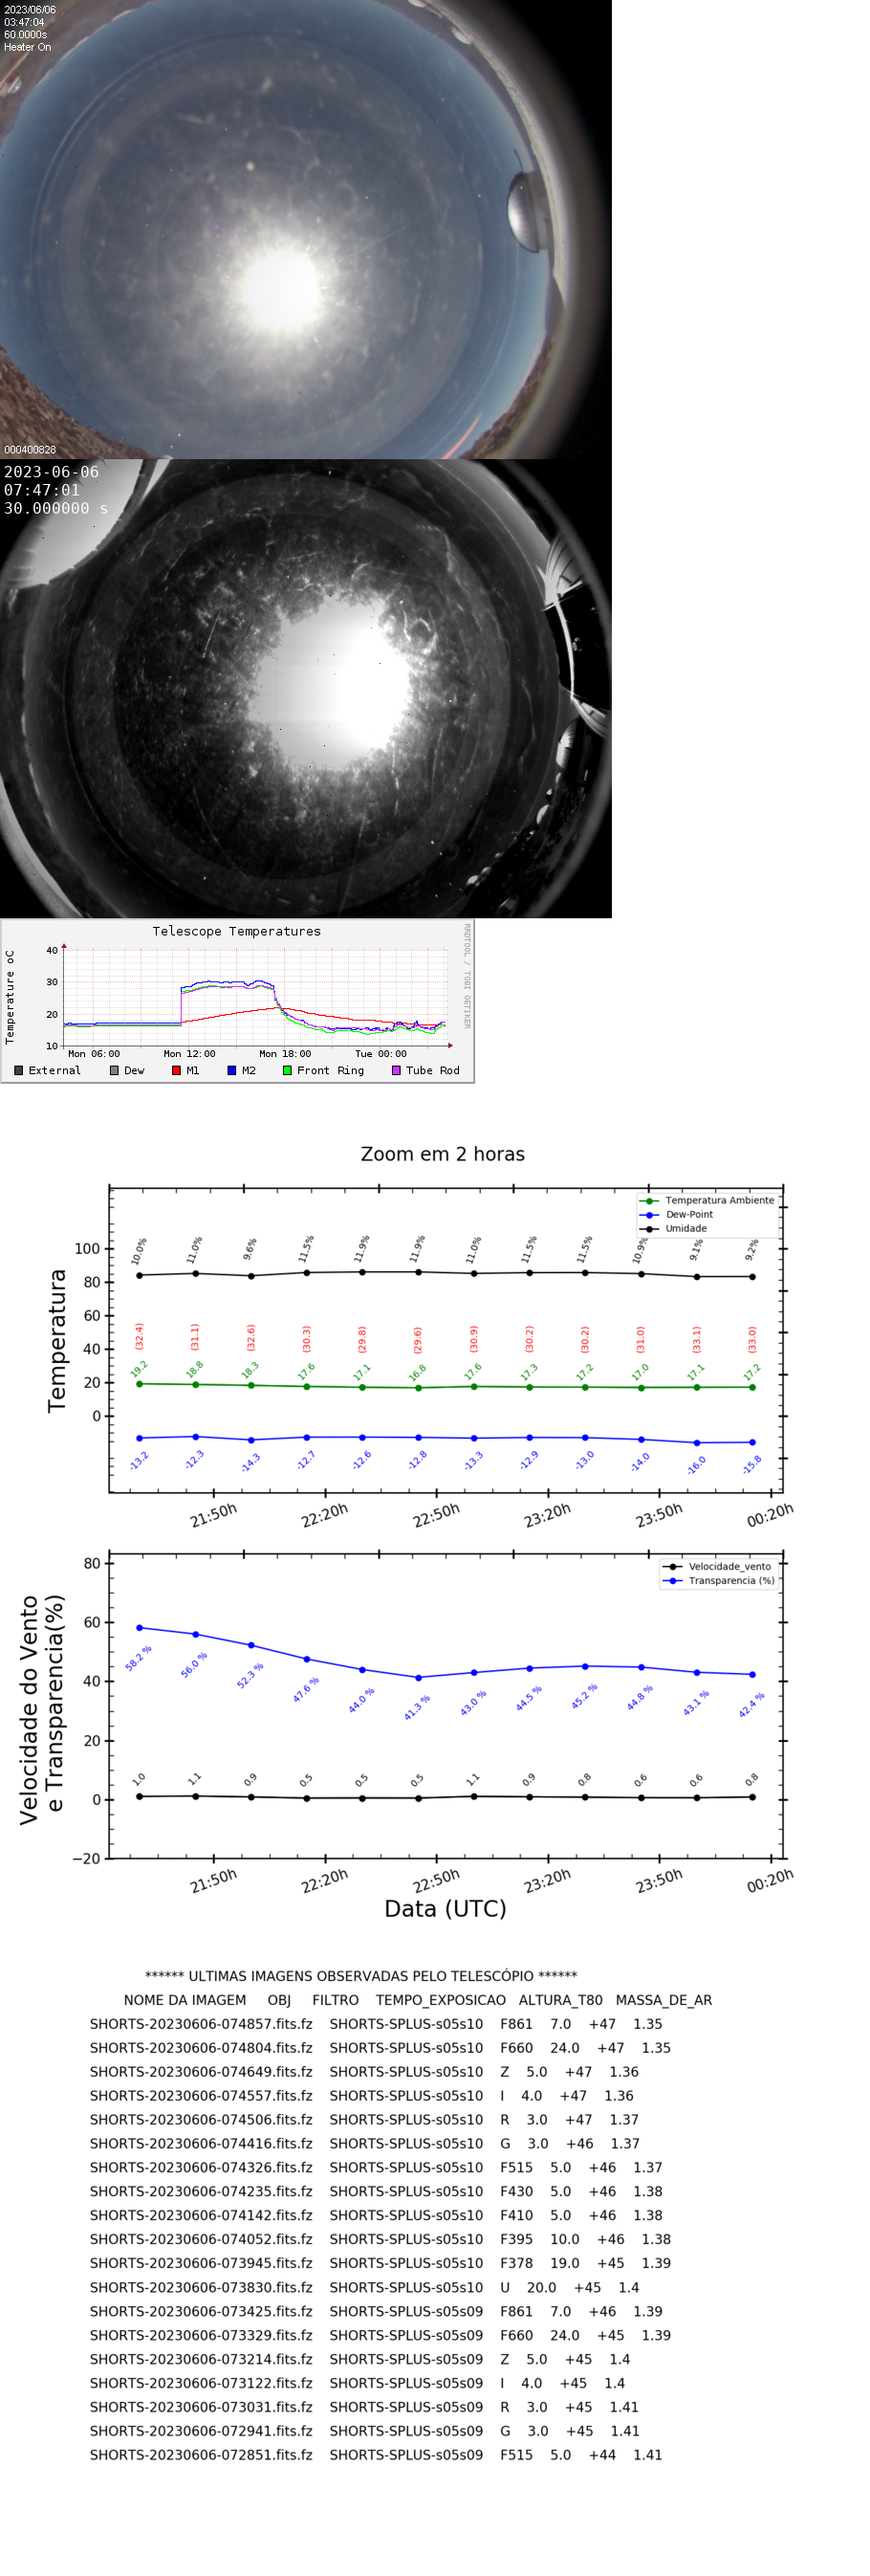 2023/06/06
03:47:04
60.0000s
Heater On
000400828
2023-06-06
07:47:01
30.000000 s
Telescope Temperatures
RRDTOOL / TOBI OETIKER
Temperature oC
40
30
20
10
Mon 06:00 Mon 12:00 Mon 18:00 Tue 00:00
External Dew M1 M2 Front Ring Tube Rod
Zoom em 2 horas
Temperatura Ambiente
Dew-Point
Umidade
Temperatura
100
80
60
40
20
0
10.0% 11.0% 9.6% 11.5% 11.9% 11.9% 11.0% 11.5% 11.5% 10.9% 9.1% 9.2%
(32.4) (31.1) (32.6) (30.3) (29.8) (29.6) (30.9) (30.2) (30.2) (31.0) (33.1) (33.0)
19.2 18.8 18.3 17.6 17.1 16.8 17.6 17.3 17.2 17.0 17.1 17.2
-13.2 -12.3 -14.3 -12.7 -12.6 -12.8 -13.3 -12.9 -13.0 -14.0 -16.0 -15.8
21:50h 22:20h 22:50h 23:20h 23:50h 00:20h
Velocidade_vento
Transparencia (%)
Velocidade do Vento
e Transparencia(%)
80
60
40
20
0
−20
58.2 % 56.0 % 52.3 % 47.6 % 44.0 % 41.3 % 43.0 % 44.5 % 45.2 % 44.8 % 43.1 % 42.4 %
1.0 1.1 0.9 0.5 0.5 0.5 1.1 0.9 0.8 0.6 0.6 0.8
21:50h 22:20h 22:50h 23:20h 23:50h 00:20h
Data (UTC)
****** ULTIMAS IMAGENS OBSERVADAS PELO TELESCÓPIO ******
NOME DA IMAGEM OBJ FILTRO TEMPO_EXPOSICAO ALTURA_T80 MASSA_DE_AR
SHORTS-20230606-074857.fits.fz SHORTS-SPLUS-s05s10 F861 7.0 +47 1.35
SHORTS-20230606-074804.fits.fz SHORTS-SPLUS-s05s10 F660 24.0 +47 1.35
SHORTS-20230606-074649.fits.fz SHORTS-SPLUS-s05s10 Z 5.0 +47 1.36
SHORTS-20230606-074557.fits.fz SHORTS-SPLUS-s05s10 I 4.0 +47 1.36
SHORTS-20230606-074506.fits.fz SHORTS-SPLUS-s05s10 R 3.0 +47 1.37
SHORTS-20230606-074416.fits.fz SHORTS-SPLUS-s05s10 G 3.0 +46 1.37
SHORTS-20230606-074326.fits.fz SHORTS-SPLUS-s05s10 F515 5.0 +46 1.37
SHORTS-20230606-074235.fits.fz SHORTS-SPLUS-s05s10 F430 5.0 +46 1.38
SHORTS-20230606-074142.fits.fz SHORTS-SPLUS-s05s10 F410 5.0 +46 1.38
SHORTS-20230606-074052.fits.fz SHORTS-SPLUS-s05s10 F395 10.0 +46 1.38
SHORTS-20230606-073945.fits.fz SHORTS-SPLUS-s05s10 F378 19.0 +45 1.39
SHORTS-20230606-073830.fits.fz SHORTS-SPLUS-s05s10 U 20.0 +45 1.4
SHORTS-20230606-073425.fits.fz SHORTS-SPLUS-s05s09 F861 7.0 +46 1.39
SHORTS-20230606-073329.fits.fz SHORTS-SPLUS-s05s09 F660 24.0 +45 1.39
SHORTS-20230606-073214.fits.fz SHORTS-SPLUS-s05s09 Z 5.0 +45 1.4
SHORTS-20230606-073122.fits.fz SHORTS-SPLUS-s05s09 I 4.0 +45 1.4
SHORTS-20230606-073031.fits.fz SHORTS-SPLUS-s05s09 R 3.0 +45 1.41
SHORTS-20230606-072941.fits.fz SHORTS-SPLUS-s05s09 G 3.0 +45 1.41
SHORTS-20230606-072851.fits.fz SHORTS-SPLUS-s05s09 F515 5.0 +44 1.41